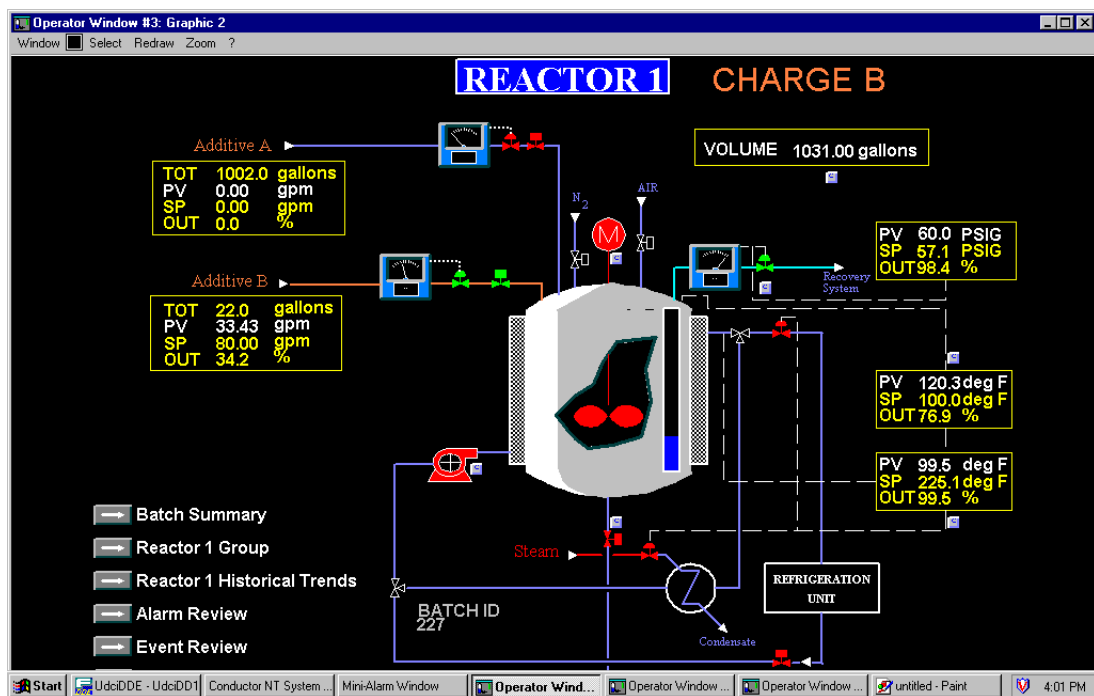 Operator Window #3: Graphic 2
Window Select Redraw Zoom ?
REACTOR 1 CHARGE B
Additive A
TOT 1002.0 gallons
PV 0.00 gpm
SP 0.00 gpm
OUT 0.0 %
VOLUME 1031.00 gallons
N2
AIR
M
PV 60.0 PSIG
SP 57.1 PSIG
OUT 98.4 %
Recovery
System
Additive B
TOT 22.0 gallons
PV 33.43 gpm
SP 80.00 gpm
OUT 34.2 %
PV 120.3 deg F
SP 100.0 deg F
OUT 76.9 %
PV 99.5 deg F
SP 225.1 deg F
OUT 99.5 %
Batch Summary
Reactor 1 Group
Reactor 1 Historical Trends
Alarm Review
Event Review
Steam
REFRIGERATION
UNIT
BATCH ID
227
Condensate
Start UdciDDE - UdciDD1 Conductor NT System ... Mini-Alarm Window Operator Wind... Operator Window ... Operator Window ... untitled - Paint 4:01 PM